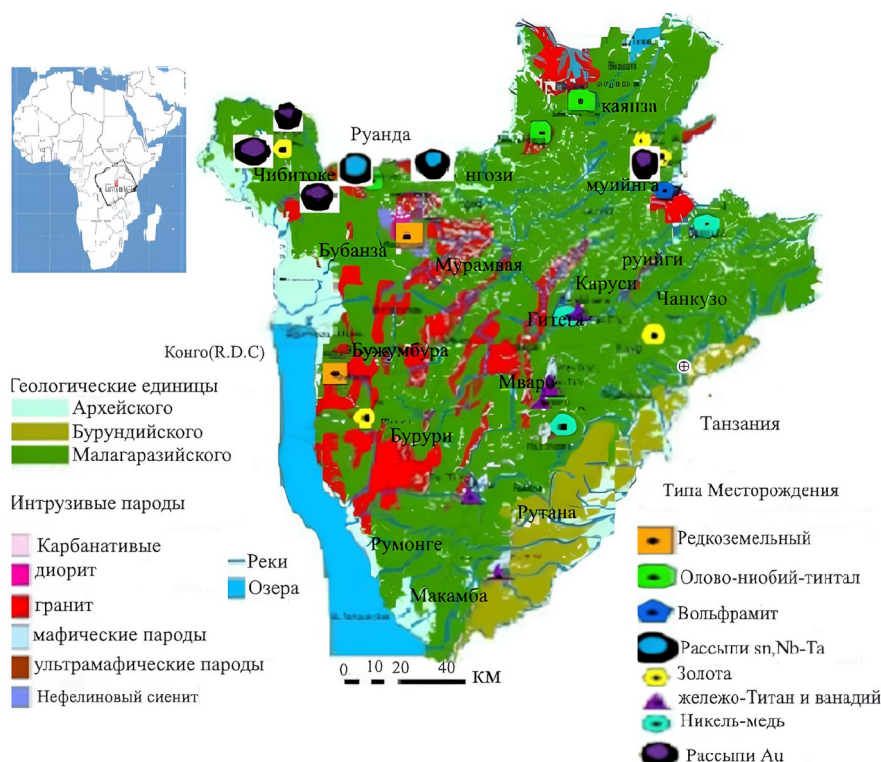 Руанда
каянза
Чибитоке
нгози
муийнга
Бубанза
Мурамвая
руийги
Каруси
Чанкузо
Гитега
Конго(R.D.C)
Бужумбура
Мваро
Геологические единицы
Архейского
Бурундийского
Малагаразийского
Бурури
Танзания
Интрузивые пароды
Карбанативые
диорит
гранит
мафические пароды
ультрамафические пароды
Нефелиновый сиенит
Реки
Озера
Рутана
Румонге
Макамба
0 10 20 40 км
Типа Месторождения
Редкоземельный
Олово-ниобий-тинтал
Вольфрамит
Рассыпи sn,Nb-Ta
Золота
жележо-Титан и ванадий
Никель-медь
Рассыпи Au